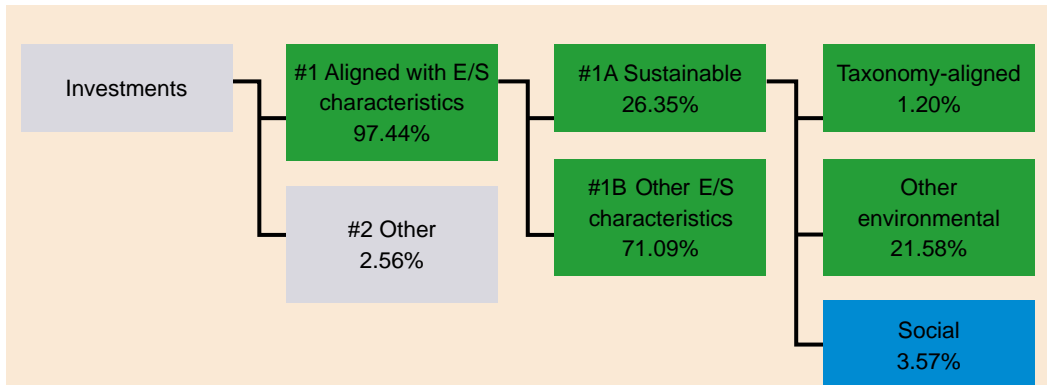 Investments
#1 Aligned with E/S
characteristics
97.44%
#2 Other
2.56%
#1A Sustainable
26.35%
#1B Other E/S
characteristics
71.09%
Taxonomy-aligned
1.20%
Other
environmental
21.58%
Social
3.57%